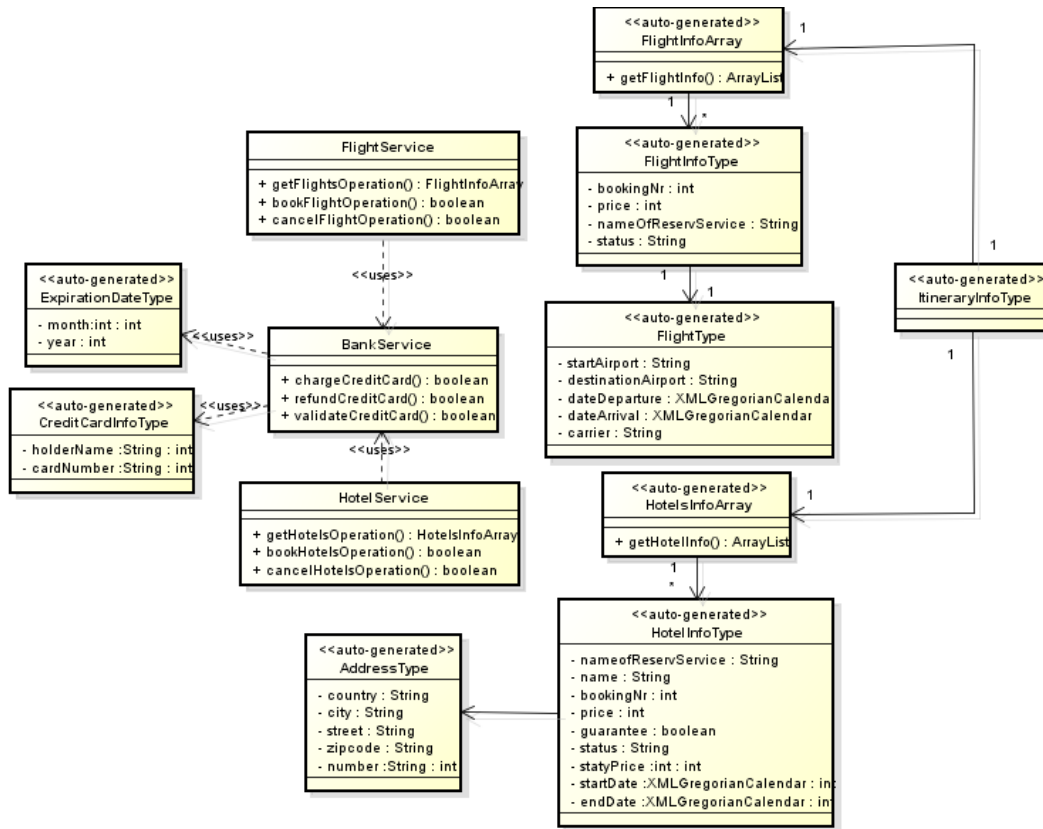 <<auto-generated>>
FlightInfoArray
+ getFlightInfo() : ArrayList
1
1
*
<<auto-generated>>
FlightInfoType
- bookingNr : int
- price : int
- nameOfReservService : String
- status : String
1
1
FlightService
+ getFlightsOperation() : FlightInfoArray
+ bookFlightOperation() : boolean
+ cancelFlightOperation() : boolean
<<uses>>
<<auto-generated>>
ExpirationDateType
- month:int : int
- year : int
<<uses>>
BankService
+ chargeCreditCard() : boolean
+ refundCreditCard() : boolean
+ validateCreditCard() : boolean
<<auto-generated>>
CreditCardInfoType
- holderName :String : int
- cardNumber :String : int
<<uses>>
<<uses>>
HotelService
+ getHotelsOperation() : HotelsInfoArray
+ bookHotelsOperation() : boolean
+ cancelHotelsOperation() : boolean
<<auto-generated>>
FlightType
- startAirport : String
- destinationAirport : String
- dateDeparture : XMLGregorianCalenda
- dateArrival : XMLGregorianCalendar
- carrier : String
1
<<auto-generated>>
ItineraryInfoType
1
<<auto-generated>>
HotelsInfoArray
+ getHotelInfo() : ArrayList
1
1
*
<<auto-generated>>
HotelInfoType
- nameofReservService : String
- name : String
- bookingNr : int
- price : int
- guarantee : boolean
- status : String
- statyPrice :int : int
- startDate :XMLGregorianCalendar : in
- endDate :XMLGregorianCalendar : in
<<auto-generated>>
AddressType
- country : String
- city : String
- street : String
- zipcode : String
- number :String : int